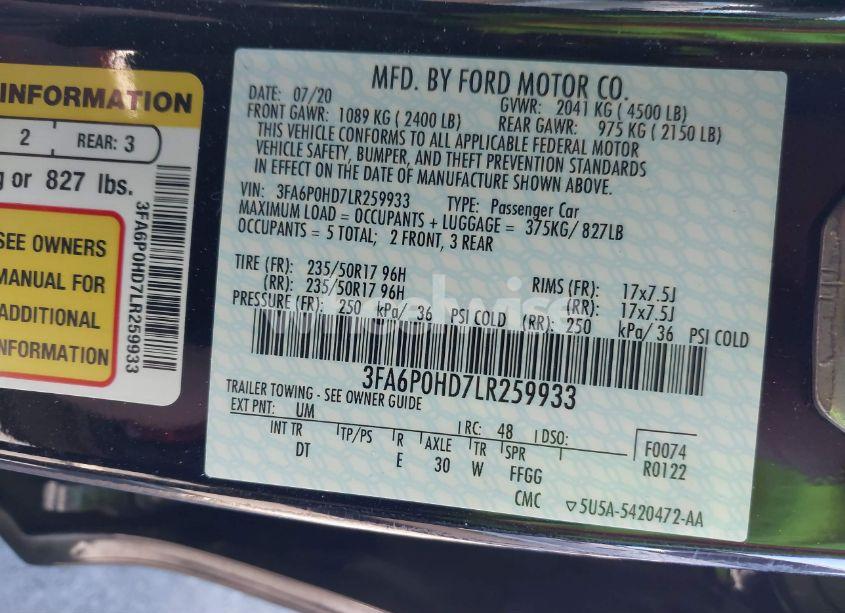 INFORMATION
2 REAR: 3
or 827 lbs.
SEE OWNERS
MANUAL FOR
ADDITIONAL
INFORMATION
3FA6P0HD7LR259933
MFD. BY FORD MOTOR CO.
DATE: 07/20 GVWR: 2041 KG ( 4500 LB)
FRONT GAWR: 1089 KG ( 2400 LB) REAR GAWR: 975 KG ( 2150 LB)
THIS VEHICLE CONFORMS TO ALL APPLICABLE FEDERAL MOTOR
VEHICLE SAFETY, BUMPER, AND THEFT PREVENTION STANDARDS
IN EFFECT ON THE DATE OF MANUFACTURE SHOWN ABOVE.
VIN: 3FA6P0HD7LR259933 TYPE: Passenger Car
MAXIMUM LOAD = OCCUPANTS + LUGGAGE = 375KG/ 827LB
OCCUPANTS = 5 TOTAL; 2 FRONT, 3 REAR
TIRE (FR): 235/50R17 96H RIMS (FR): 17x7.5J
(RR): 235/50R17 96H (RR): 17x7.5J
PRESSURE (FR): 250 kPa/ 36 PSI COLD (RR): 250 kPa/ 36 PSI COLD
3FA6P0HD7LR259933
TRAILER TOWING - SEE OWNER GUIDE
EXT PNT: UM RC: 48 DSO:
INT TR TP/PS R AXLE TR SPR
DT E 30 W FFGG
F0074
R0122
CMC ▽5U5A-5420472-AA